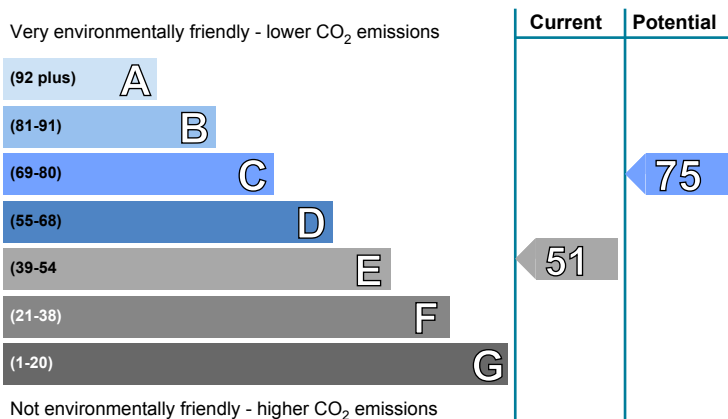 Current Potential
Very environmentally friendly - lower CO2 emissions
(92 plus) A
(81-91) B
(69-80) C
75
(55-68) D
(39-54 E
51
(21-38) F
(1-20) G
Not environmentally friendly - higher CO2 emissions